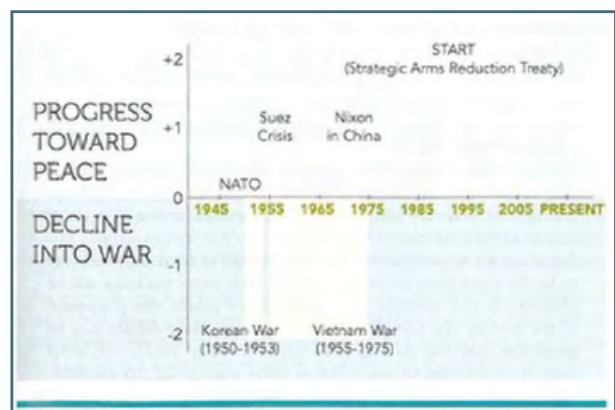 START
(Strategic Arms Reduction Treaty)
+2
PROGRESS
TOWARD
PEACE
+1
Suez
Crisis
Nixon
in China
NATO
0
1945 1955 1965 1975 1985 1995 2005 PRESENT
DECLINE
INTO WAR
-1
-2
Korean War
(1950-1953)
Vietnam War
(1955-1975)